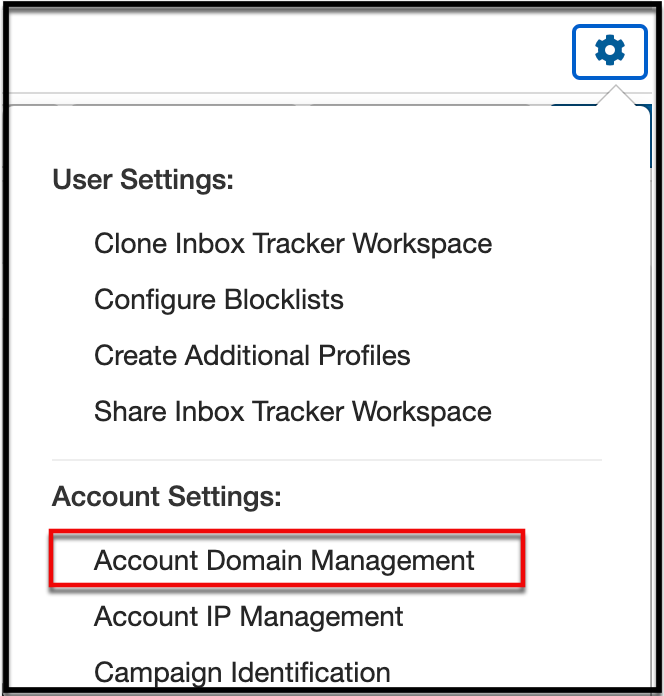 User Settings:
Clone Inbox Tracker Workspace
Configure Blocklists
Create Additional Profiles
Share Inbox Tracker Workspace
Account Settings:
Account Domain Management
Account IP Management
Campaign Identification